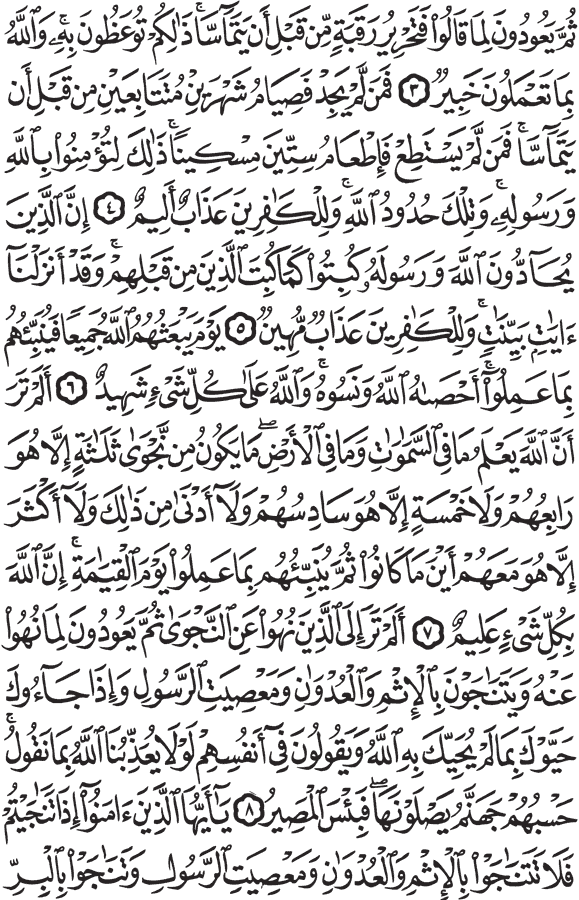 ثُمَّ يَعُودُونَ لِمَا قَالُوا۟ فَتَحْرِيرُ رَقَبَةٍ مِّن قَبْلِ أَن يَتَمَآسَّا ۚ ذَٰلِكُمْ تُوعَظُونَ بِهِۦ ۚ وَٱللَّهُ
بِمَا تَعْمَلُونَ خَبِيرٌ ٣ فَمَن لَّمْ يَجِدْ فَصِيَامُ شَهْرَيْنِ مُتَتَابِعَيْنِ مِن قَبْلِ أَن
يَتَمَآسَّا ۖ فَمَن لَّمْ يَسْتَطِعْ فَإِطْعَامُ سِتِّينَ مِسْكِينًا ۚ ذَٰلِكَ لِتُؤْمِنُوا۟ بِٱللَّهِ
وَرَسُولِهِۦ ۚ وَتِلْكَ حُدُودُ ٱللَّهِ ۗ وَلِلْكَٰفِرِينَ عَذَابٌ أَلِيمٌ ٤ إِنَّ ٱلَّذِينَ
يُحَآدُّونَ ٱللَّهَ وَرَسُولَهُۥ كُبِتُوا۟ كَمَا كُبِتَ ٱلَّذِينَ مِن قَبْلِهِمْ ۚ وَقَدْ أَنزَلْنَآ
ءَايَٰتٍۭ بَيِّنَٰتٍ ۚ وَلِلْكَٰفِرِينَ عَذَابٌ مُّهِينٌ ٥ يَوْمَ يَبْعَثُهُمُ ٱللَّهُ جَمِيعًا فَيُنَبِّئُهُم
بِمَا عَمِلُوٓا۟ ۚ أَحْصَىٰهُ ٱللَّهُ وَنَسُوهُ ۚ وَٱللَّهُ عَلَىٰ كُلِّ شَىْءٍ شَهِيدٌ ٦ أَلَمْ تَرَ
أَنَّ ٱللَّهَ يَعْلَمُ مَا فِى ٱلسَّمَٰوَٰتِ وَمَا فِى ٱلْأَرْضِ ۖ مَا يَكُونُ مِن نَّجْوَىٰ ثَلَٰثَةٍ إِلَّا هُوَ
رَابِعُهُمْ وَلَا خَمْسَةٍ إِلَّا هُوَ سَادِسُهُمْ وَلَآ أَدْنَىٰ مِن ذَٰلِكَ وَلَآ أَكْثَرَ
إِلَّا هُوَ مَعَهُمْ أَيْنَ مَا كَانُوا۟ ۖ ثُمَّ يُنَبِّئُهُم بِمَا عَمِلُوا۟ يَوْمَ ٱلْقِيَٰمَةِ ۚ إِنَّ ٱللَّهَ
بِكُلِّ شَىْءٍ عَلِيمٌ ٧ أَلَمْ تَرَ إِلَى ٱلَّذِينَ نُهُوا۟ عَنِ ٱلنَّجْوَىٰ ثُمَّ يَعُودُونَ لِمَا نُهُوا۟
عَنْهُ وَيَتَنَٰجَوْنَ بِٱلْإِثْمِ وَٱلْعُدْوَٰنِ وَمَعْصِيَتِ ٱلرَّسُولِ وَإِذَا جَآءُوكَ
حَيَّوْكَ بِمَا لَمْ يُحَيِّكَ بِهِ ٱللَّهُ وَيَقُولُونَ فِىٓ أَنفُسِهِمْ لَوْلَا يُعَذِّبُنَا ٱللَّهُ بِمَا نَقُولُ ۚ
حَسْبُهُمْ جَهَنَّمُ يَصْلَوْنَهَا ۖ فَبِئْسَ ٱلْمَصِيرُ ٨ يَٰٓأَيُّهَا ٱلَّذِينَ ءَامَنُوٓا۟ إِذَا تَنَٰجَيْتُمْ
فَلَا تَتَنَٰجَوْا۟ بِٱلْإِثْمِ وَٱلْعُدْوَٰنِ وَمَعْصِيَتِ ٱلرَّسُولِ وَتَنَٰجَوْا۟ بِٱلْبِرِّ